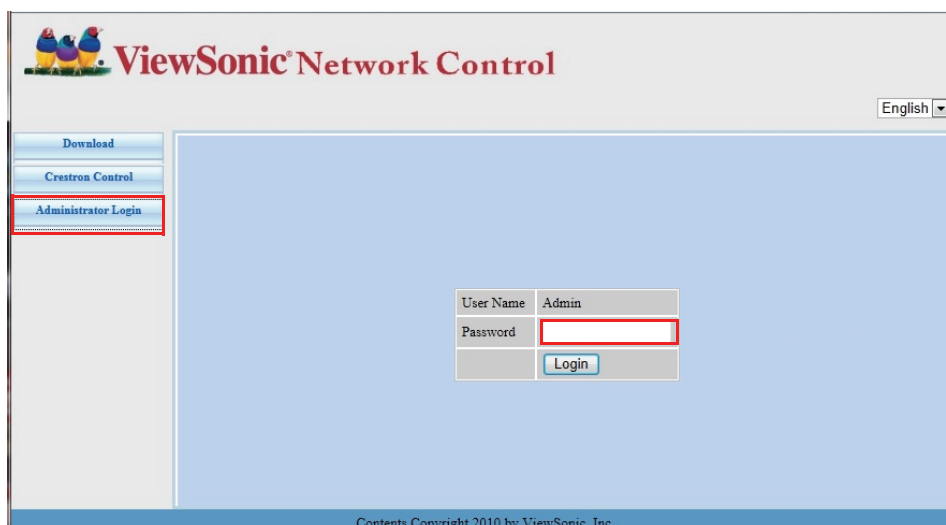 ViewSonic® Network Control
English
Download
Crestron Control
Administrator Login
User Name Admin
Password
Login
Contents Copyright 2010 by ViewSonic, Inc